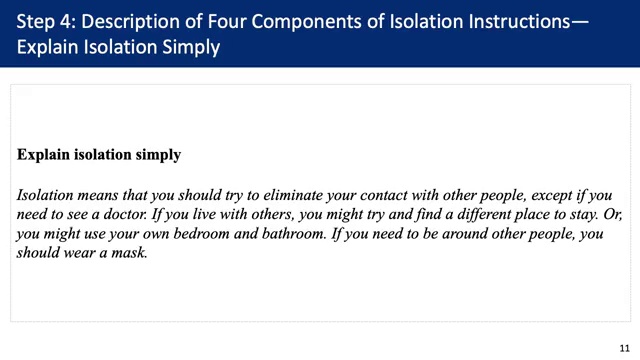 Step 4: Description of Four Components of Isolation Instructions—
Explain Isolation Simply
Explain isolation simply
Isolation means that you should try to eliminate your contact with other people, except if you
need to see a doctor. If you live with others, you might try and find a different place to stay. Or,
you might use your own bedroom and bathroom. If you need to be around other people, you
should wear a mask.
11